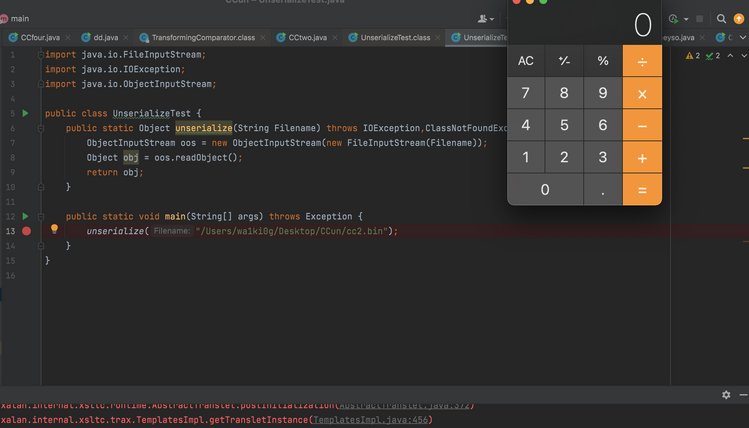 CCun – UnserializeTest.java
main
CCfour.java
dd.java
TransformingComparator.class
CCtwo.java
UnserializeTest.class
2
2
1 import java.io.FileInputStream;
2 import java.io.IOException;
3 import java.io.ObjectInputStream;
4
5 public class UnserializeTest {
6 public static Object unserialize(String Filename) throws IOException,ClassNotFoundExc
7 ObjectInputStream oos = new ObjectInputStream(new FileInputStream(Filename));
8 Object obj = oos.readObject();
9 return obj;
10 }
11
12 public static void main(String[] args) throws Exception {
13 unserialize( Filename: "/Users/wa1ki0g/Desktop/CCun/cc2.bin");
14 }
15 }
16
0
AC +∕- % ÷
7 8 9 ×
4 5 6 −
1 2 3 +
0 . =
xalan.internal.xsltc.runtime.AbstractTranslet.postInitialization(AbstractTranslet.java:372)
xalan.internal.xsltc.trax.TemplatesImpl.getTransletInstance(TemplatesImpl.java:456)